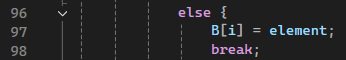 96 else {
97 B[i] = element;
98 break;